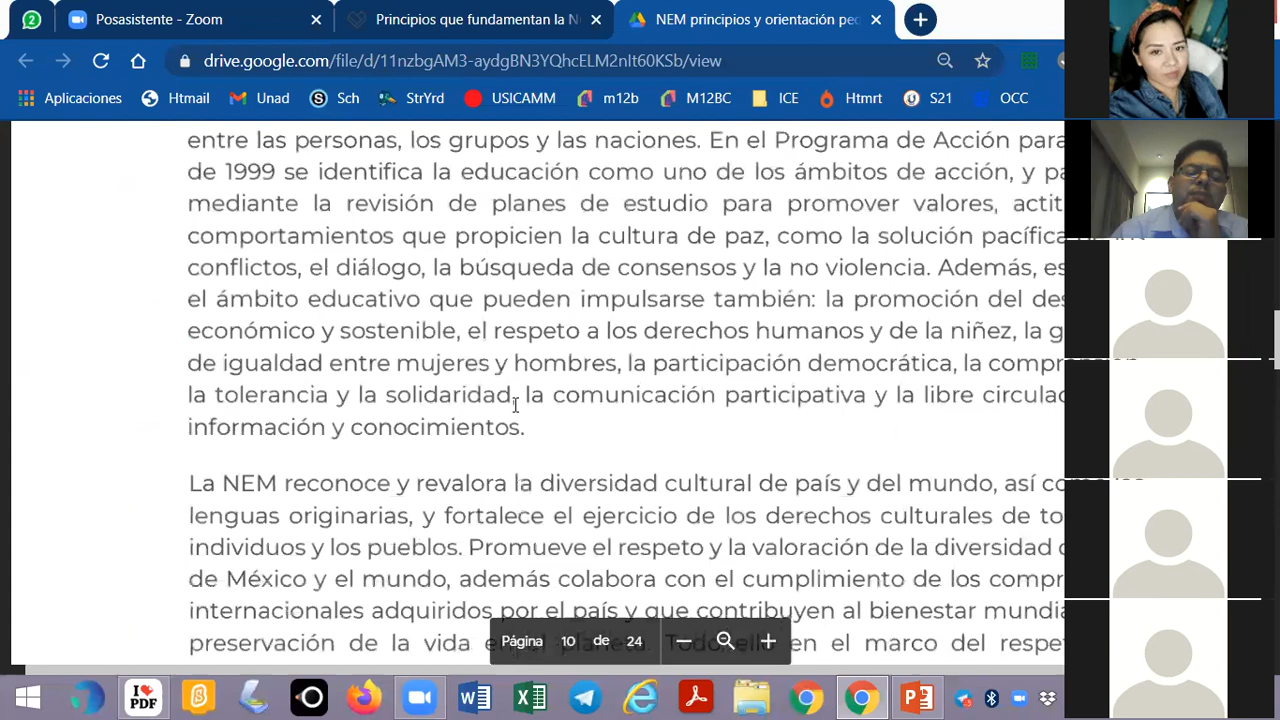 2
Posasistente - Zoom
Principios que fundamentan la N
NEM principios y orientación pe
drive.google.com/file/d/11nzbgAM3-aydgBN3YQhcELM2nIt60KSb/view
Aplicaciones
Htmail
Unad
Sch
StrYrd
USICAMM
m12b
M12BC
ICE
Htmrt
S21
OCC
entre las personas, los grupos y las naciones. En el Programa de Acción para
de 1999 se identifica la educación como uno de los ámbitos de acción, y pa
mediante la revisión de planes de estudio para promover valores, actit
comportamientos que propicien la cultura de paz, como la solución pacífica
conflictos, el diálogo, la búsqueda de consensos y la no violencia. Además, es
el ámbito educativo que pueden impulsarse también: la promoción del des
económico y sostenible, el respeto a los derechos humanos y de la niñez, la g
de igualdad entre mujeres y hombres, la participación democrática, la compr
la tolerancia y la solidaridad, la comunicación participativa y la libre circulac
información y conocimientos.
La NEM reconoce y revalora la diversidad cultural de país y del mundo, así co
lenguas originarias, y fortalece el ejercicio de los derechos culturales de to
individuos y los pueblos. Promueve el respeto y la valoración de la diversidad
de México y el mundo, además colabora con el cumplimiento de los compr
internacionales adquiridos por el país y que contribuyen al bienestar mundia
preservación de la vida en el planeta. Todo ello en el marco del respet
Página 10 de 24
I PDF